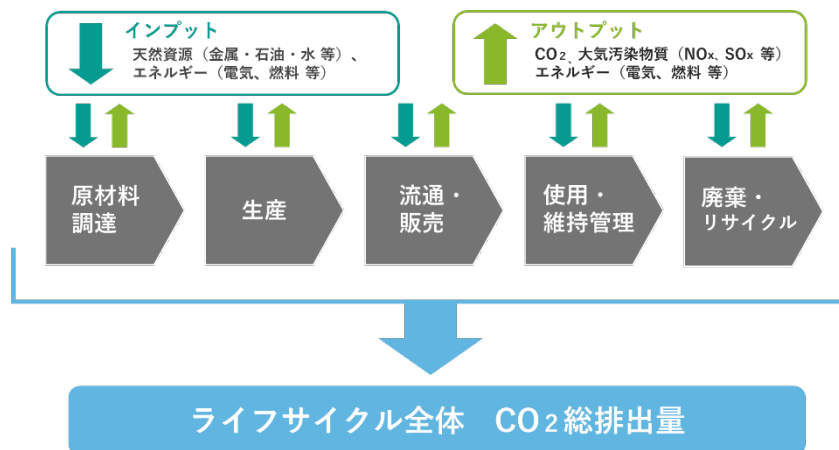 インプット
天然資源（金属・石油・水 等）、
エネルギー（電気、燃料 等）
アウトプット
CO₂、大気汚染物質（NOx、SOx 等）
エネルギー（電気、燃料 等）
原材料
調達
生産
流通・
販売
使用・
維持管理
廃棄・
リサイクル
ライフサイクル全体　CO₂総排出量